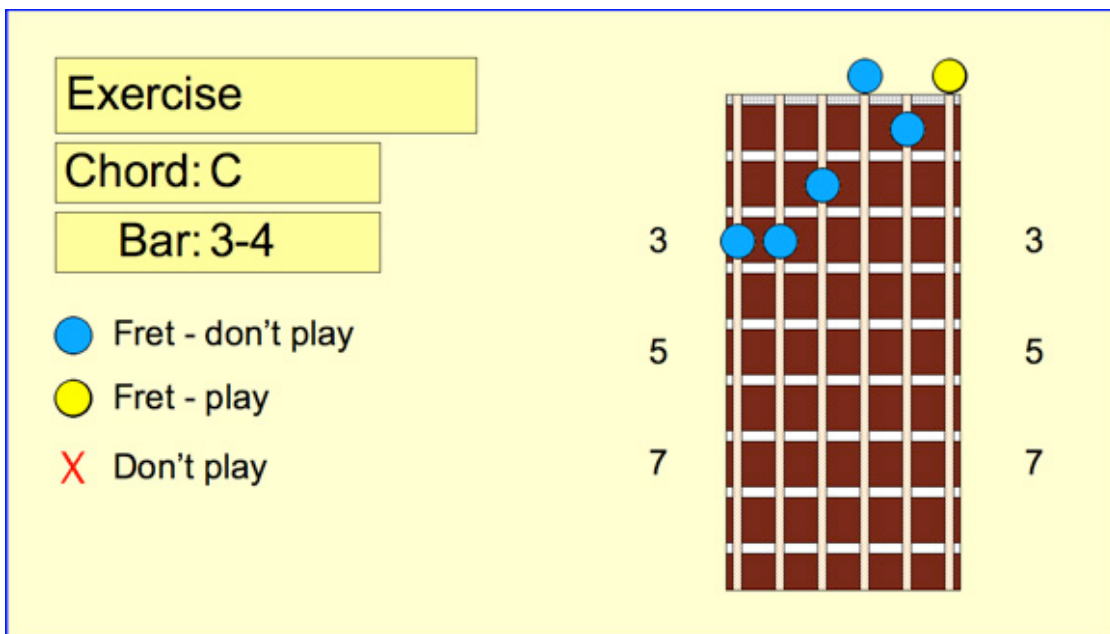 Exercise
Chord: C
Bar: 3-4
Fret - don't play
Fret - play
X Don't play
3 3
5 5
7 7